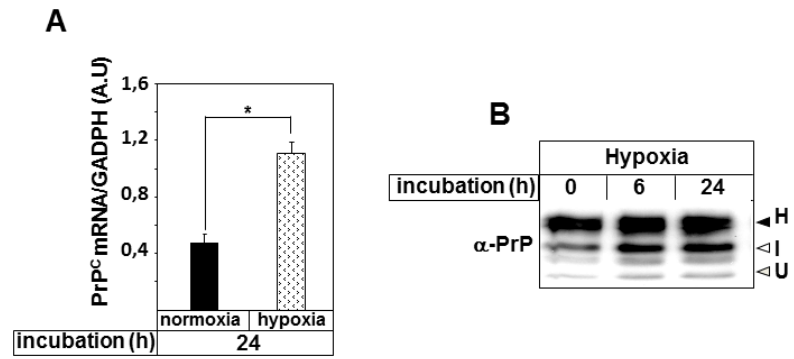 A
PrPᶜ mRNA/GADPH (A.U)
1,6
1,2
0,8
0,4
*
normoxia hypoxia
incubation (h) 24
B
Hypoxia
incubation (h) 0 6 24
α-PrP
H
I
U